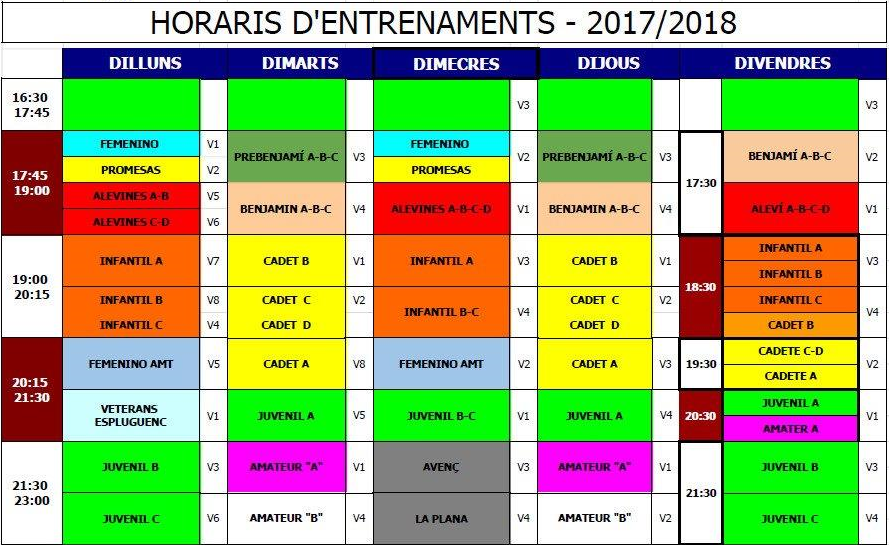 HORARIS D'ENTRENAMENTS - 2017/2018
DILLUNS DIMARTS DIMECRES DIJOUS DIVENDRES
16:30
17:45
V3 V3
17:45
19:00
FEMENINO V1 PREBENJAMÍ A-B-C V3 FEMENINO V2 PREBENJAMÍ A-B-C V3 17:30 BENJAMÍ A-B-C V2
PROMESAS V2 PROMESAS
ALEVINES A-B V5 BENJAMIN A-B-C V4 ALEVINES A-B-C-D V1 BENJAMIN A-B-C V4 ALEVÍ A-B-C-D V1
ALEVINES C-D V6
19:00
20:15
INFANTIL A V7 CADET B V1 INFANTIL A V3 CADET B V1 18:30 INFANTIL A V3
INFANTIL B
INFANTIL B V8 CADET C V2 INFANTIL B-C V4 CADET C V2 INFANTIL C V4
INFANTIL C V4 CADET D CADET D CADET B
20:15
21:30
FEMENINO AMT V5 CADET A V8 FEMENINO AMT V2 CADET A V3 19:30 CADETE C-D V2
CADETE A
VETERANS
ESPLUGUENC
V1 JUVENIL A V5 JUVENIL B-C V1 JUVENIL A V4 20:30 JUVENIL A V1
AMATER A
21:30
23:00
JUVENIL B V3 AMATEUR "A" V1 AVENÇ V3 AMATEUR "A" V1 21:30 JUVENIL B V3
JUVENIL C V6 AMATEUR "B" V4 LA PLANA V4 AMATEUR "B" V2 JUVENIL C V4